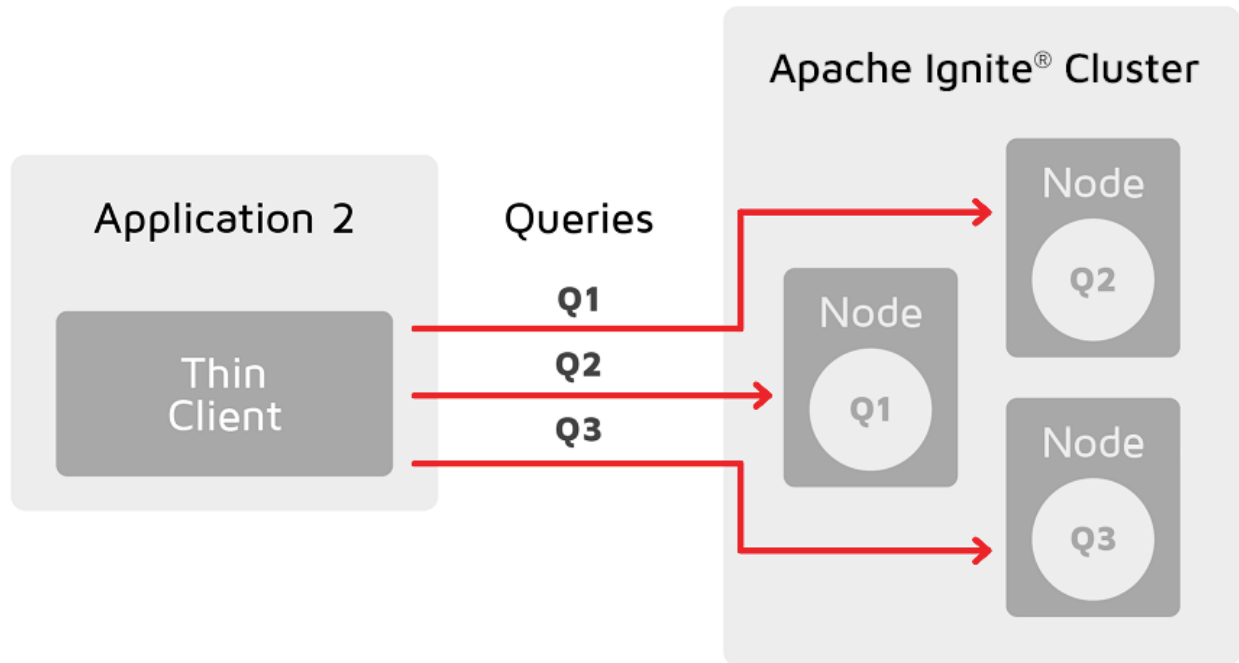 Apache Ignite® Cluster
Application 2
Thin
Client
Queries
Q1
Q2
Q3
Node
Q2
Node
Q1
Node
Q3